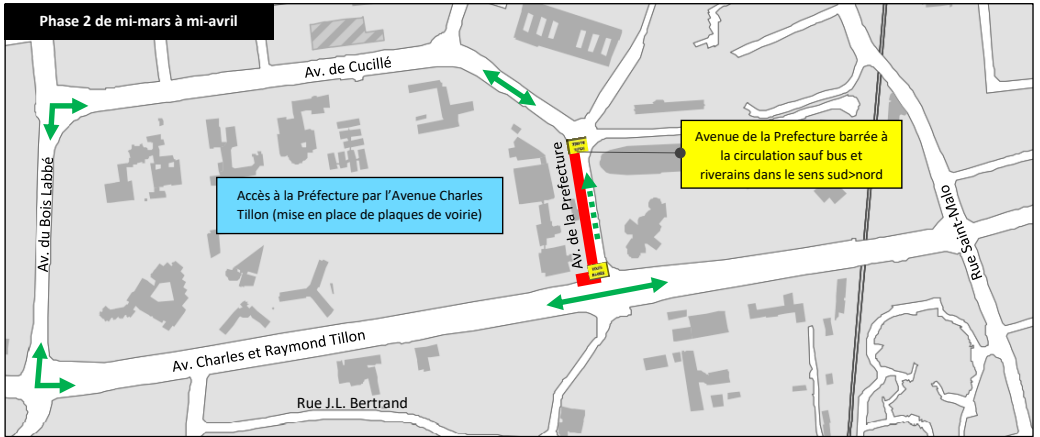 Phase 2 de mi-mars à mi-avril
Av. de Cucillé
Avenue de la Prefecture barrée à
la circulation sauf bus et
riverains dans le sens sud>nord
Accès à la Préfecture par l'Avenue Charles
Tillon (mise en place de plaques de voirie)
Av. du Bois Labbé
Av. de la Prefecture
Rue Saint-Malo
Av. Charles et Raymond Tillon
Rue J.L. Bertrand